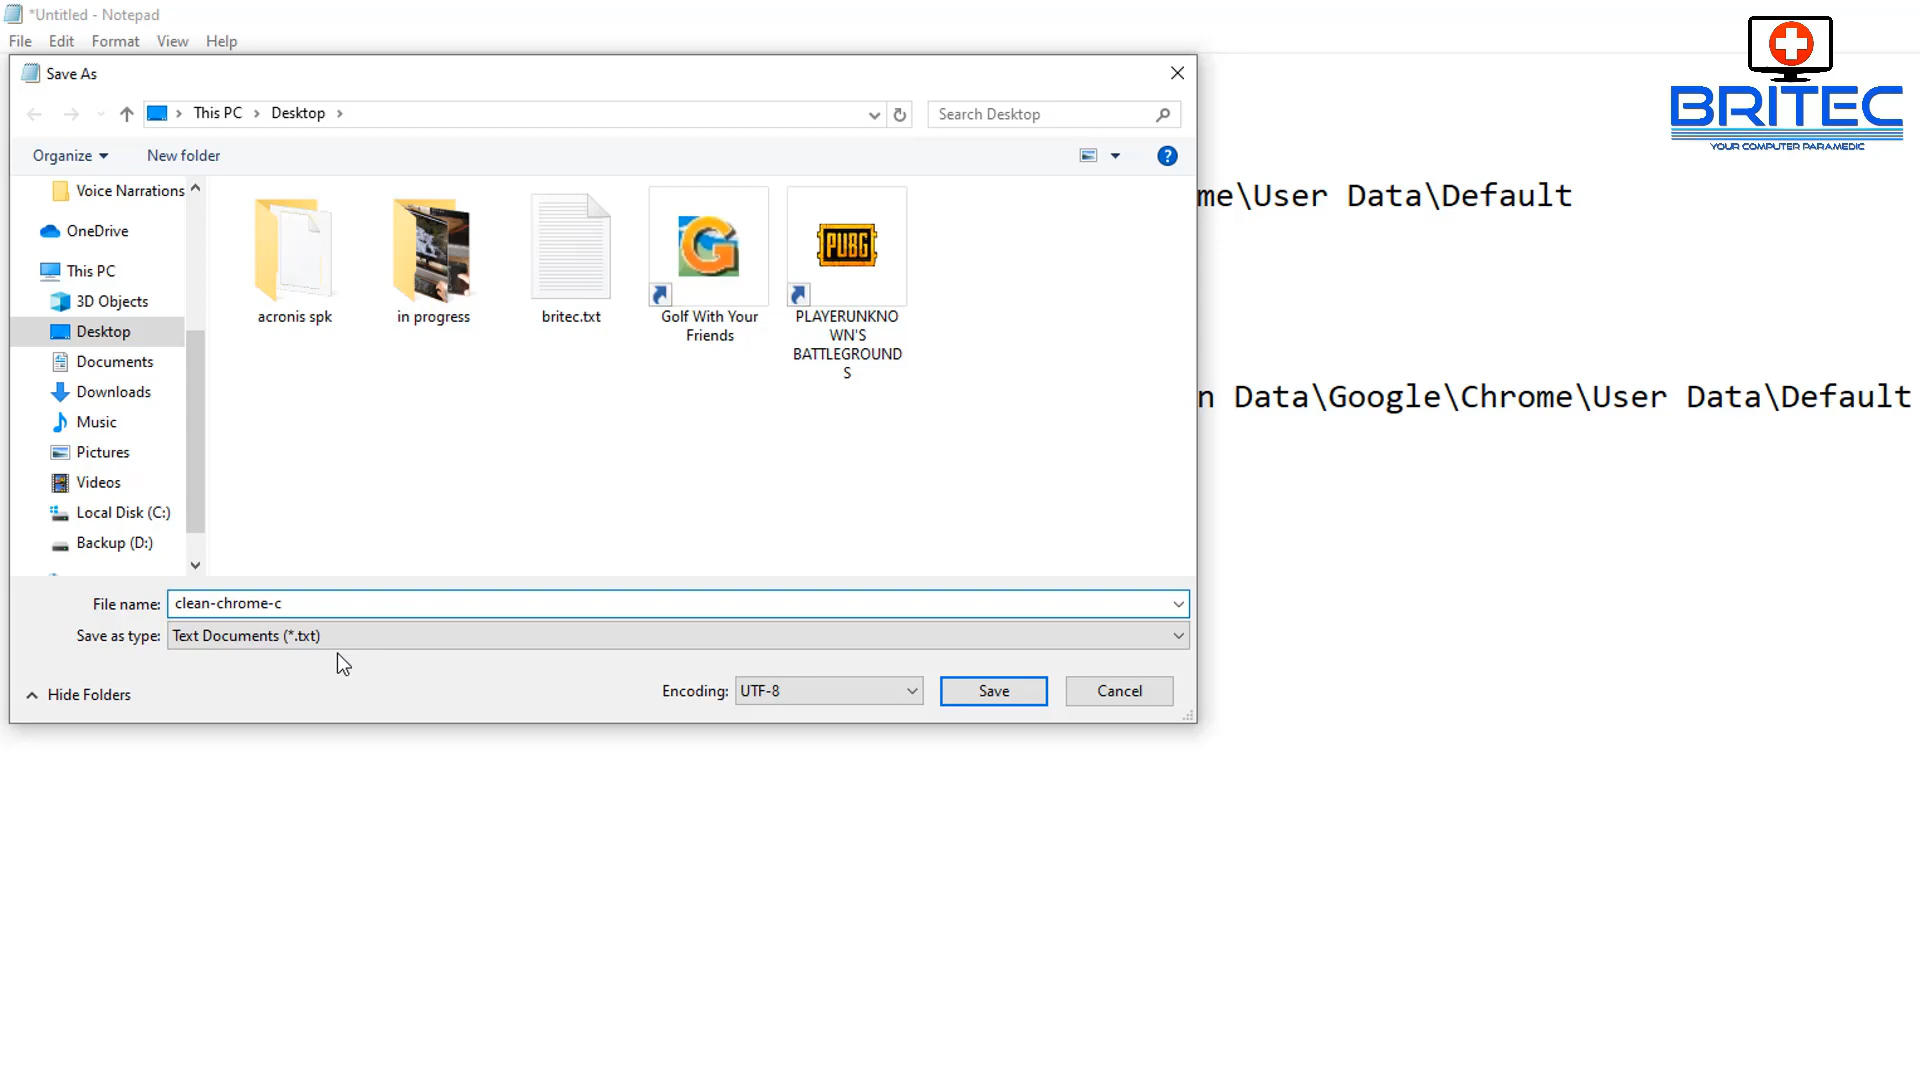 *Untitled - Notepad
File Edit Format View Help
Save As
This PC > Desktop >
Search Desktop
Organize
New folder
Voice Narrations
OneDrive
This PC
3D Objects
Desktop
Documents
Downloads
Music
Pictures
Videos
Local Disk (C:)
Backup (D:)
acronis spk
in progress
britec.txt
Golf With Your
Friends
PUBG
PLAYERUNKNO
WN'S
BATTLEGROUND
S
File name: clean-chrome-c
Save as type: Text Documents (*.txt)
Hide Folders
Encoding: UTF-8
Save
Cancel
me\User Data\Default
n Data\Google\Chrome\User Data\Default
BRITEC
YOUR COMPUTER PARAMEDIC